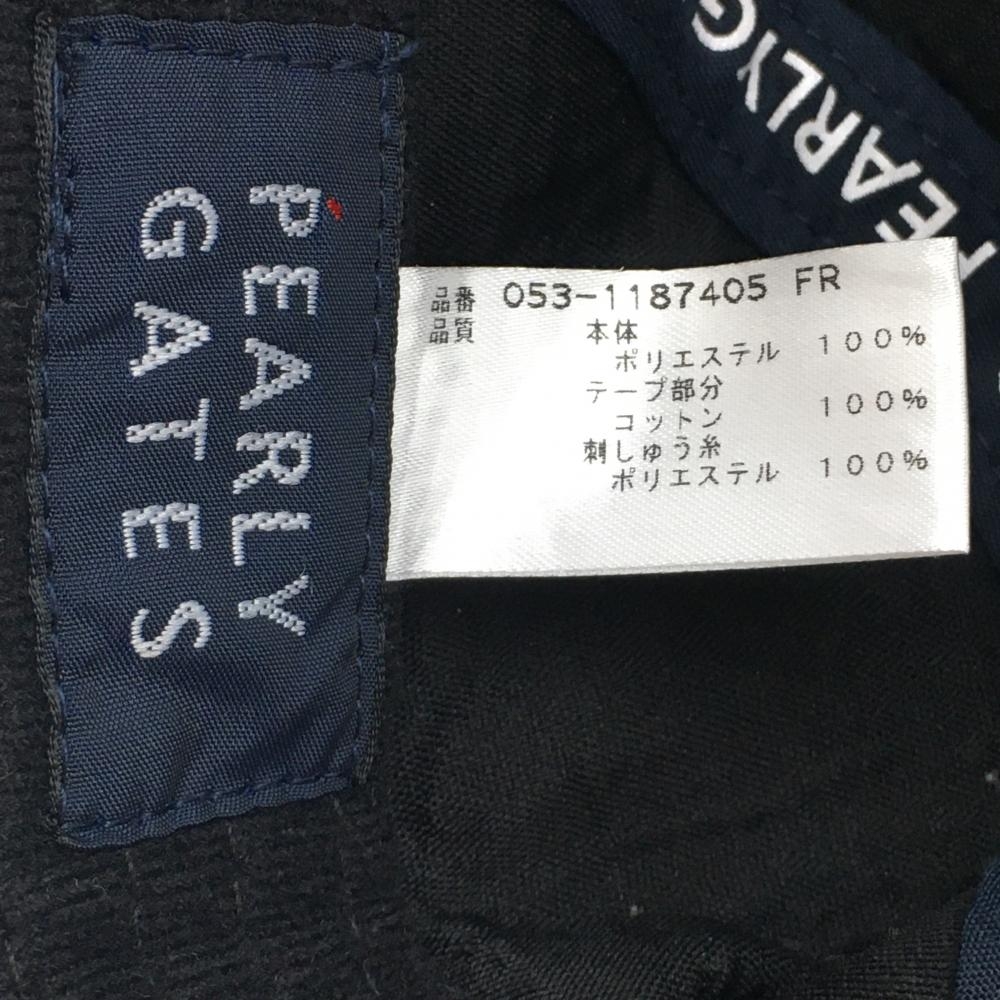 PEARLY
GATES
品番 053-1187405 FR
品質 本体
ポリエステル 100%
テープ部分
コットン 100%
刺しゅう糸
ポリエステル 100%
PEARLYG